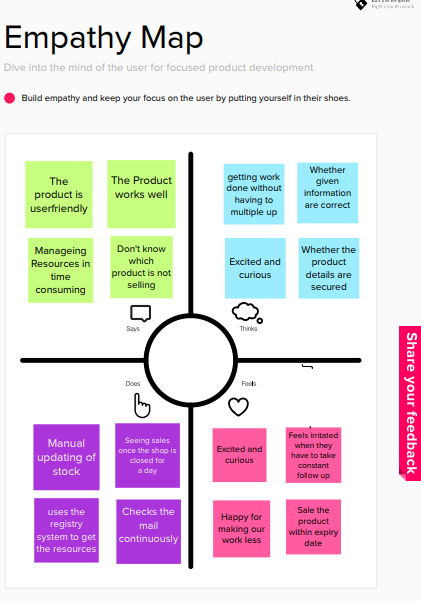 Empathy Map
Dive into the mind of the user for focused product development
Build empathy and keep your focus on the user by putting yourself in their shoes.
The
product is
userfriendly
The Product
works well
getting work
done without
having to
multiple up
Whether
given
information
are correct
Manageing
Resources in
time
consuming
Don't know
which
product is not
selling
Excited and
curious
Whether the
product
details are
secured
Says
Thinks
Does
Feels
Manual
updating of
stock
Seeing sales
once the shop is
closed for
a day
Excited and
curious
Feels irritated
when they
have to take
constant
follow up
uses the
registry
system to get
the resources
Checks the
mail
continuously
Happy for
making our
work less
Sale the
product
within expiry
date
Share your feedback